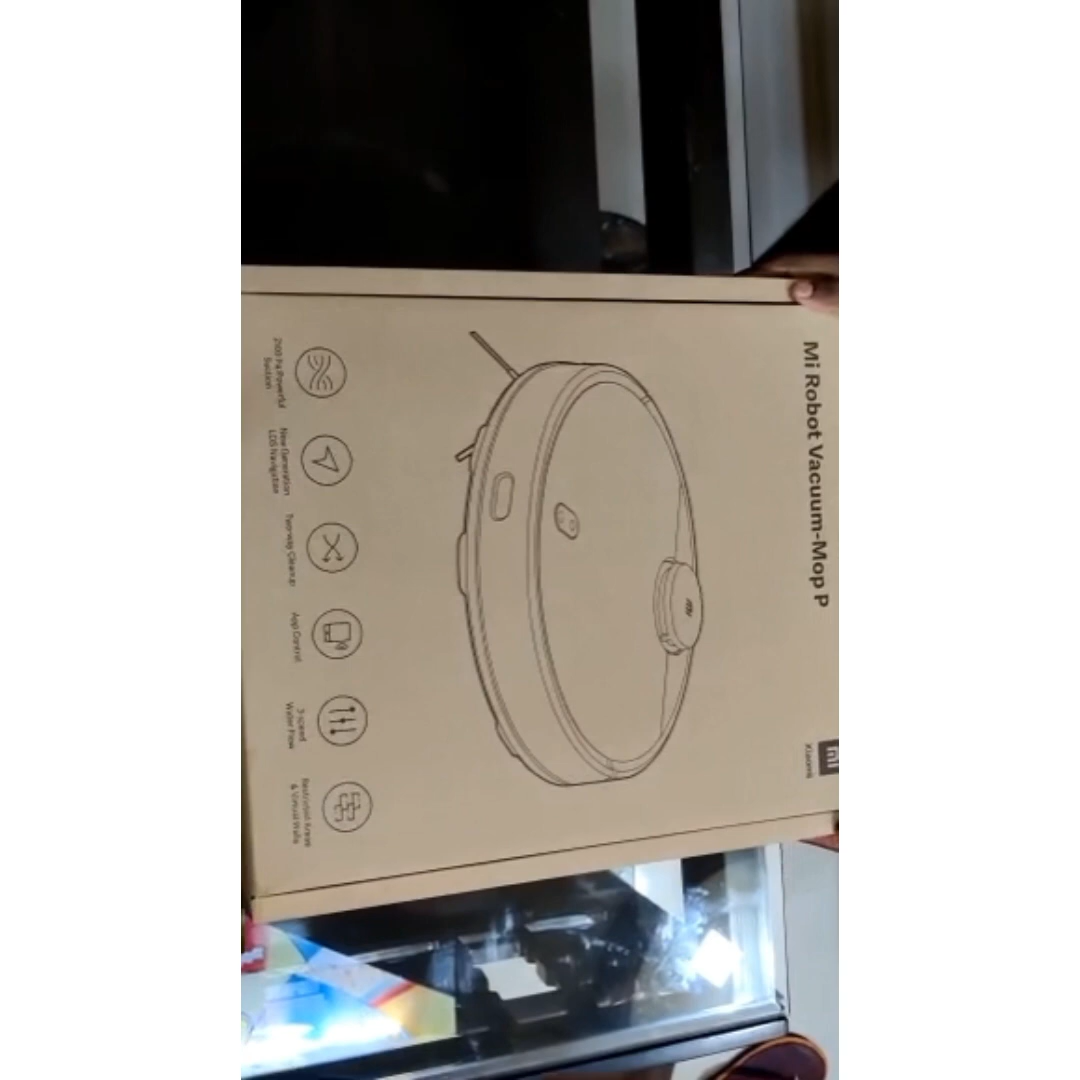 Mi Robot Vacuum-Mop P
mi
xiaomi
2100 Pa Powerful
Suction
New Generation
LDS Navigation
Two-way Cleanup
App Control
3-speed
Water Flow
Restricted Areas
& Virtual Walls